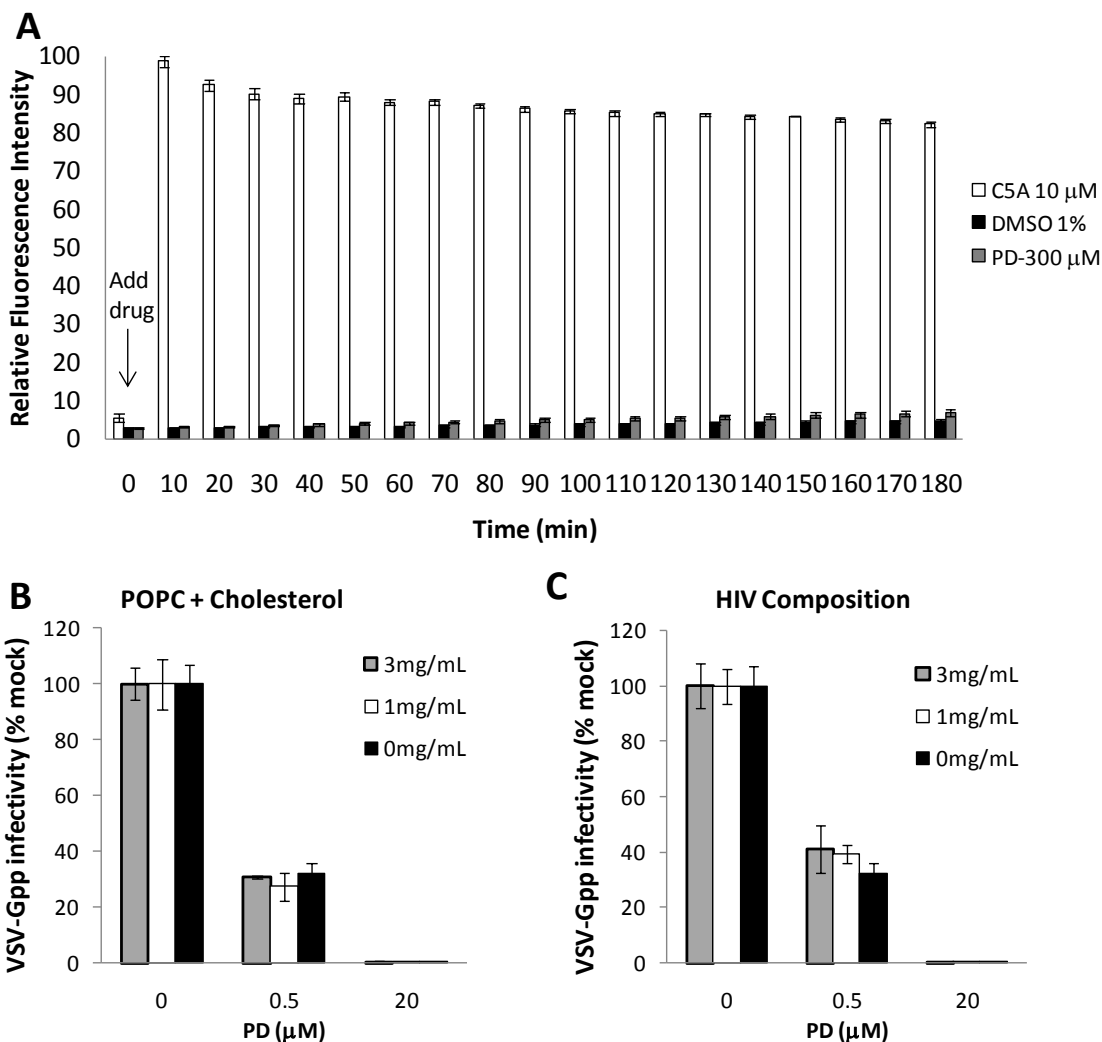 A
Relative Fluorescence Intensity
100
90
80
70
60
50
40
30
20
10
0
Add
drug
C5A 10 μM
DMSO 1%
PD-300 μM
0 10 20 30 40 50 60 70 80 90 100 110 120 130 140 150 160 170 180
Time (min)
B
POPC + Cholesterol
VSV-Gpp infectivity (% mock)
120
100
80
60
40
20
0
3mg/mL
1mg/mL
0mg/mL
0 0.5 20
PD (μM)
C
HIV Composition
VSV-Gpp infectivity (% mock)
120
100
80
60
40
20
0
3mg/mL
1mg/mL
0mg/mL
0 0.5 20
PD (μM)